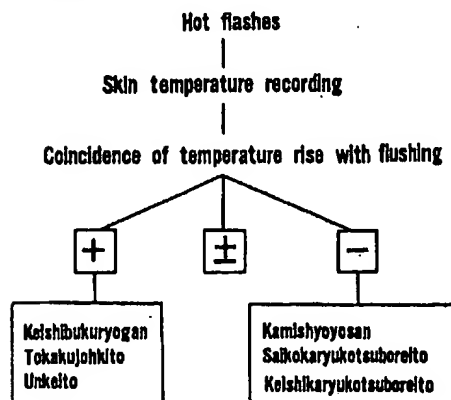 Hot flashes
Skin temperature recording
Coincidence of temperature rise with flushing
+ ± −
Keishibukuryogan
Tokakujohkito
Unkeito
Kamishyoyosan
Saikokaryukotsuboreito
Keishikaryukotsuboreito